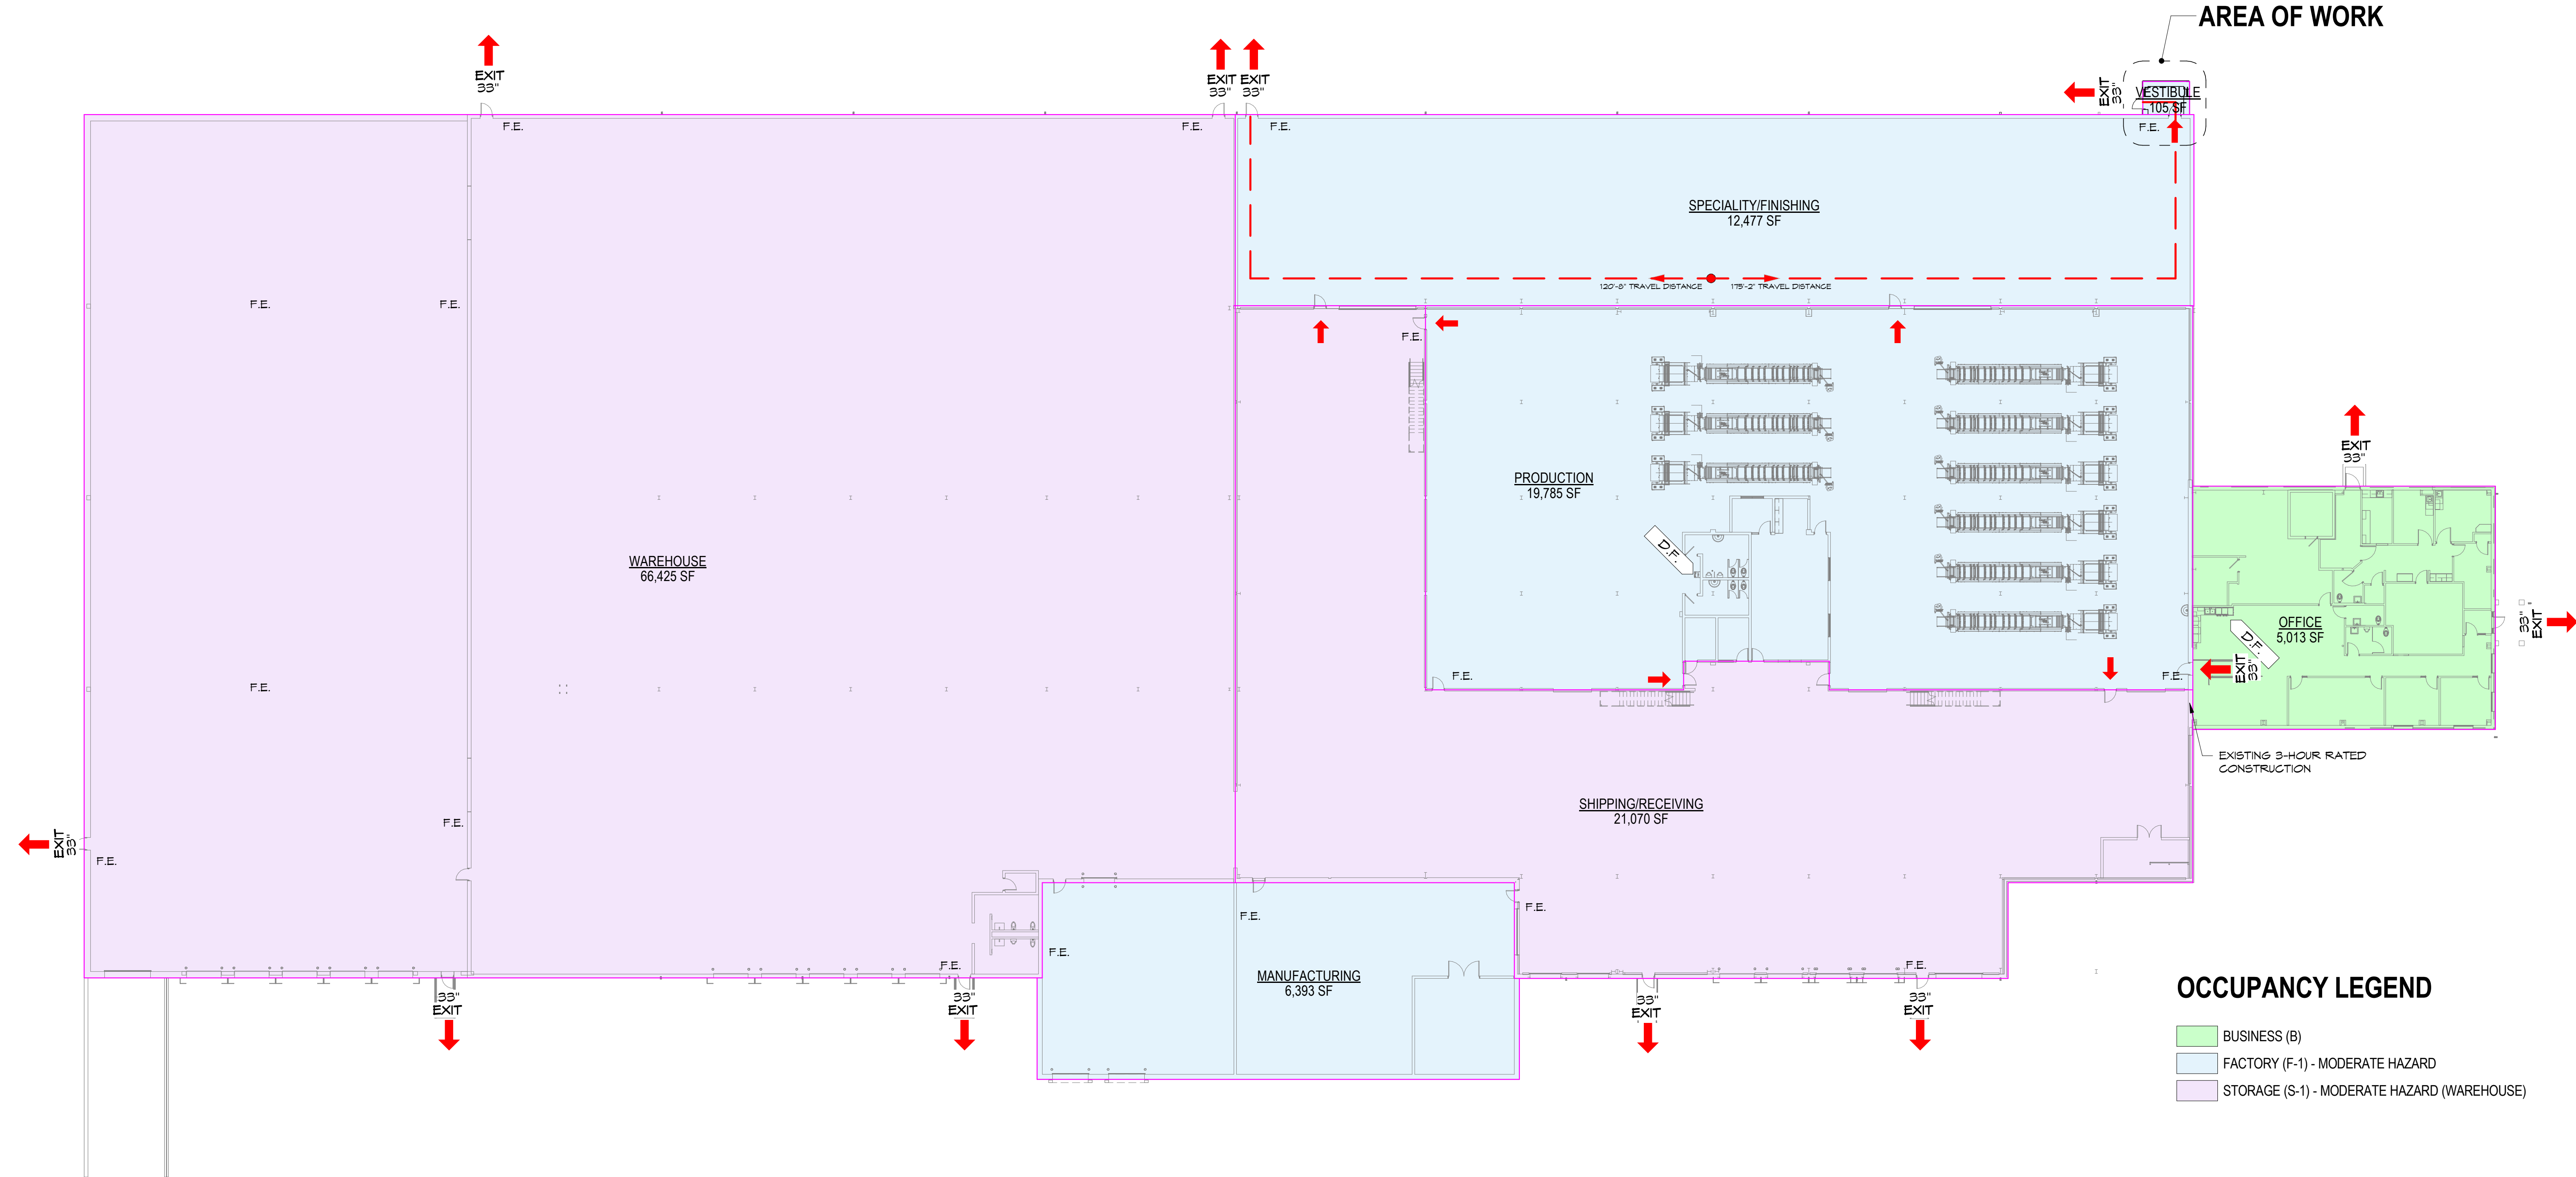 AREA OF WORK
EXIT
33"
EXIT
33"
EXIT
33"
EXIT
33"
VESTIBULE
105 SF
F.E.
F.E.
F.E.
F.E.
SPECIALITY/FINISHING
12,477 SF
120'-8" TRAVEL DISTANCE
175'-2" TRAVEL DISTANCE
F.E.
F.E.
F.E.
EXIT
33"
PRODUCTION
19,785 SF
D.F.
WAREHOUSE
66,425 SF
OFFICE
5,013 SF
D.F.
33"
EXIT
EXIT
33"
F.E.
F.E.
F.E.
EXISTING 3-HOUR RATED
CONSTRUCTION
SHIPPING/RECEIVING
21,070 SF
F.E.
EXIT
33"
F.E.
F.E.
F.E.
F.E.
F.E.
F.E.
MANUFACTURING
6,393 SF
33"
EXIT
33"
EXIT
33"
EXIT
33"
EXIT
OCCUPANCY LEGEND
BUSINESS (B)
FACTORY (F-1) - MODERATE HAZARD
STORAGE (S-1) - MODERATE HAZARD (WAREHOUSE)